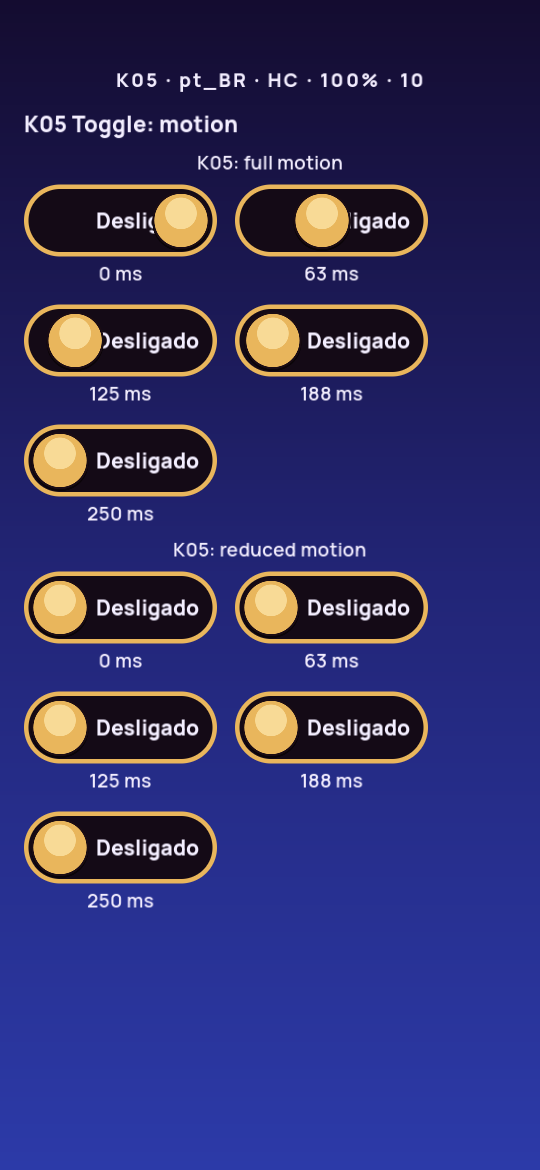 K05 · pt_BR · HC · 100% · 10
K05 Toggle: motion
K05: full motion
0 ms 63 ms
Desligado
125 ms
Desligado
188 ms
Desligado
250 ms
K05: reduced motion
Desligado
0 ms
Desligado
63 ms
Desligado
125 ms
Desligado
188 ms
Desligado
250 ms